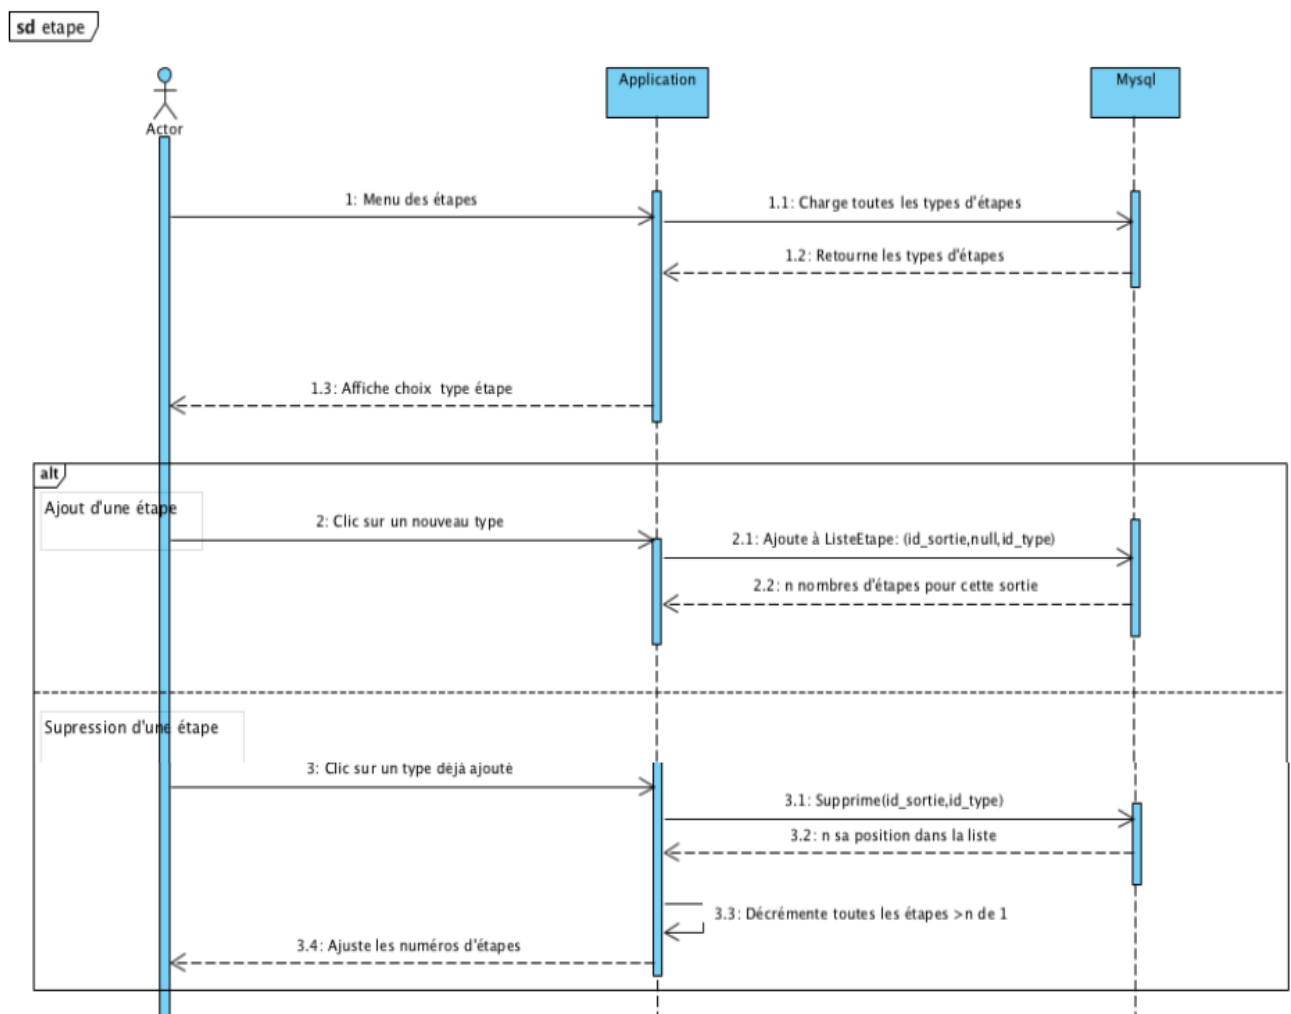 sd etape
Actor
Application
Mysql
1: Menu des étapes
1.1: Charge toutes les types d'étapes
1.2: Retourne les types d'étapes
1.3: Affiche choix type étape
alt
Ajout d'une étape
2: Clic sur un nouveau type
2.1: Ajoute à ListeEtape: (id_sortie,null,id_type)
2.2: n nombres d'étapes pour cette sortie
Supression d'une étape
3: Clic sur un type déjà ajouté
3.1: Supprime(id_sortie,id_type)
3.2: n sa position dans la liste
3.3: Décrémente toutes les étapes >n de 1
3.4: Ajuste les numéros d'étapes